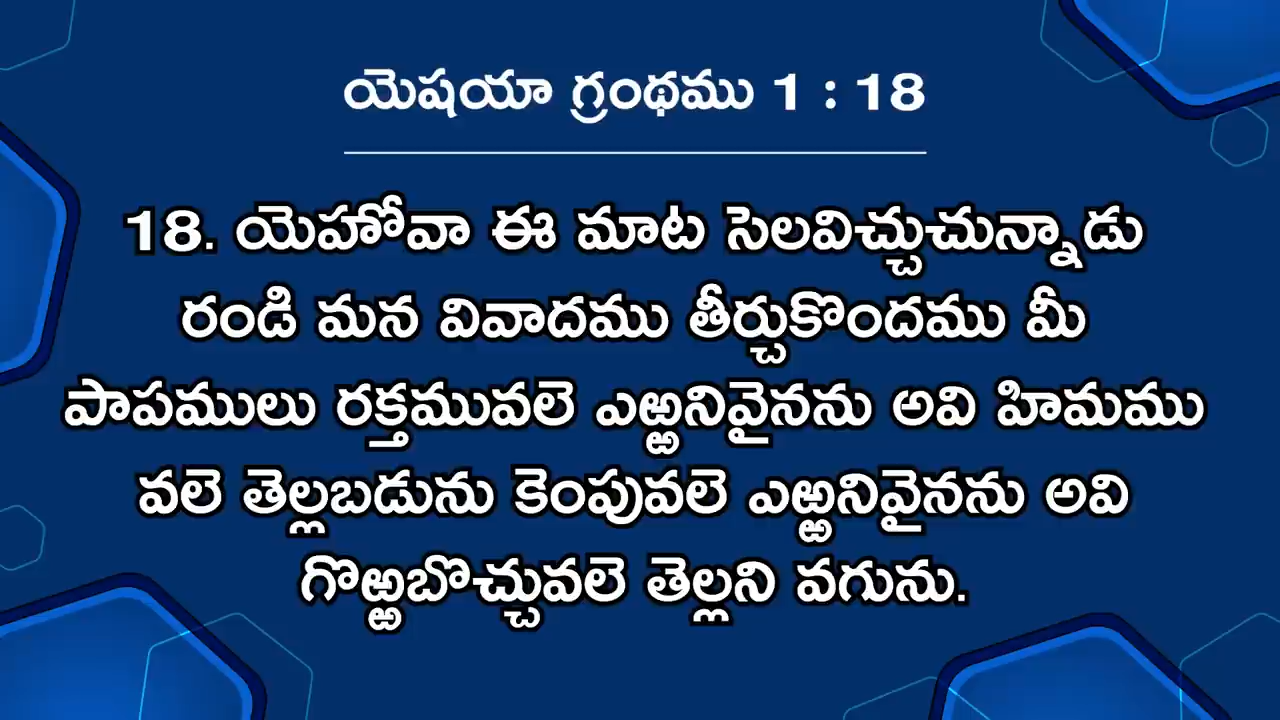 యెషయా గ్రంథము 1 : 18
18. యెహోవా ఈ మాట సెలవిచ్చుచున్నాడు
రండి మన వివాదము తీర్చుకొందము మీ
పాపములు రక్తమువలె ఎఱ్ఱనివైనను అవి హిమము
వలె తెల్లబడును కెంపువలె ఎఱ్ఱనివైనను అవి
గొఱ్ఱబొచ్చువలె తెల్లని వగును.